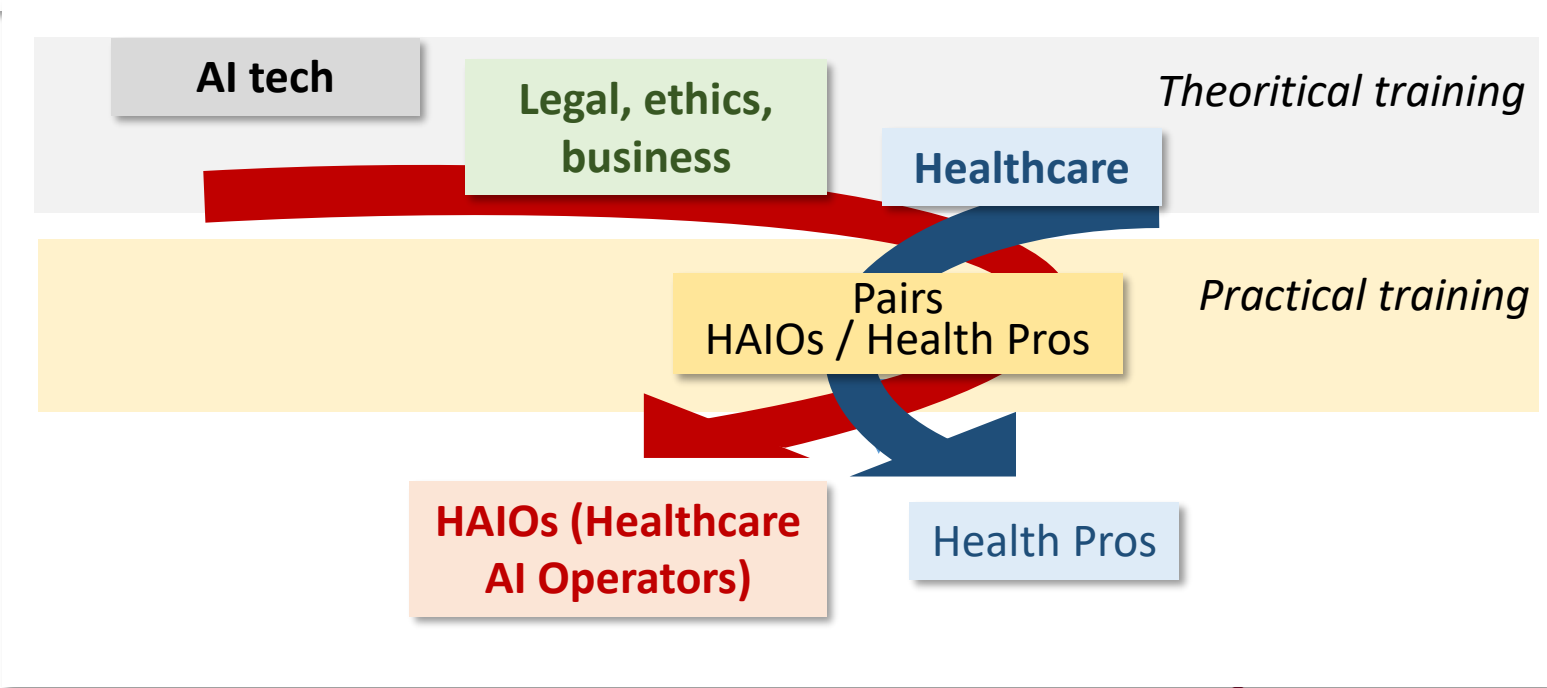 AI tech
Legal, ethics,
business
Healthcare
Theoritical training
Practical training
Pairs
HAIOs / Health Pros
HAIOs (Healthcare
AI Operators)
Health Pros